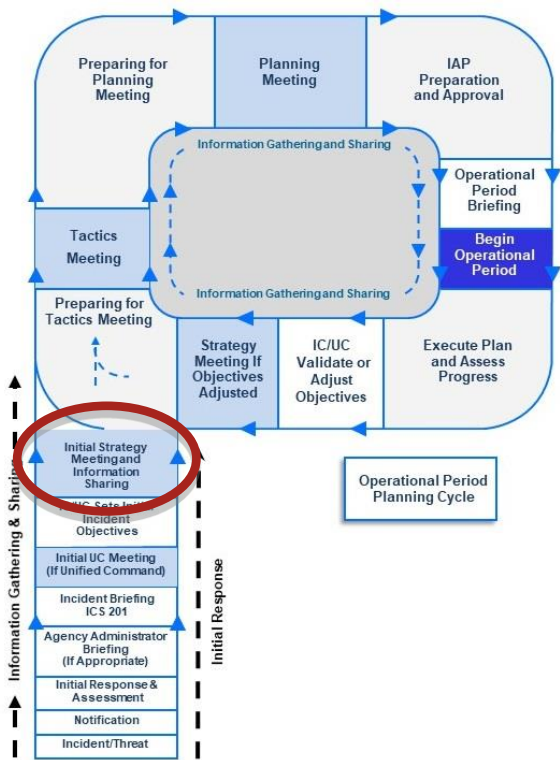 Preparing for
Planning
Meeting
Planning
Meeting
IAP
Preparation
and Approval
Information Gathering and Sharing
Operational
Period
Briefing
Begin
Operational
Period
Tactics
Meeting
Preparing for
Tactics Meeting
Information Gathering and Sharing
Strategy
Meeting If
Objectives
Adjusted
IC/UC
Validate or
Adjust
Objectives
Execute Plan
and Assess
Progress
Operational Period
Planning Cycle
Initial Strategy
Meeting and
Information
Sharing
Sets
Incident
Objectives
Initial UC Meeting
(If Unified Command)
Incident Briefing
ICS 201
Agency Administrator
Briefing
(If Appropriate)
Initial Response &
Assessment
Notification
Incident/Threat
Information Gathering & Sharing
Initial Response